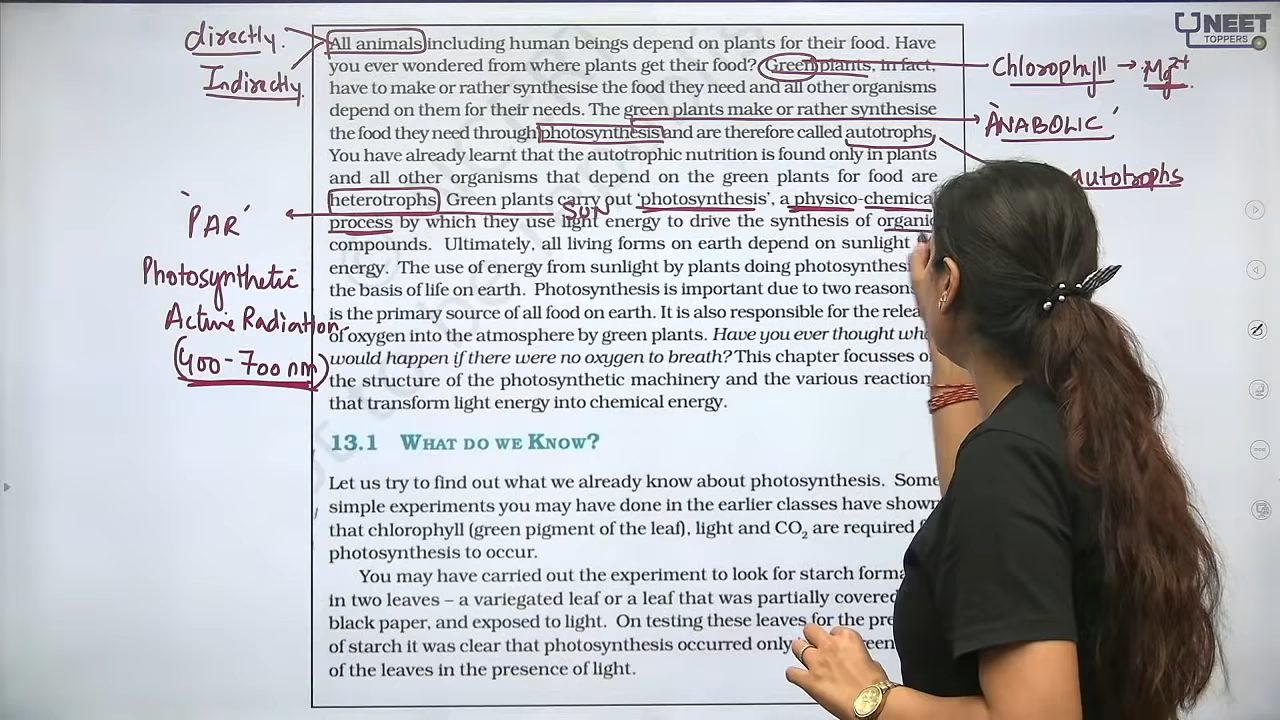 directly.
Indirectly.
NEET
TOPPERS
All animals including human beings depend on plants for their food. Have
you ever wondered from where plants get their food? Green plants, in fact,
have to make or rather synthesise the food they need and all other organisms
depend on them for their needs. The green plants make or rather synthesise
the food they need through photosynthesis and are therefore called autotrophs.
You have already learnt that the autotrophic nutrition is found only in plants
and all other organisms that depend on the green plants for food are
heterotrophs. Green plants carry out ‘photosynthesis’, a physico-chemica
process by which they use light energy to drive the synthesis of organic
compounds. Ultimately, all living forms on earth depend on sunlight
energy. The use of energy from sunlight by plants doing photosynthesi
the basis of life on earth. Photosynthesis is important due to two reason
is the primary source of all food on earth. It is also responsible for the relea
of oxygen into the atmosphere by green plants. Have you ever thought wh
would happen if there were no oxygen to breath? This chapter focusses o
the structure of the photosynthetic machinery and the various reaction
that transform light energy into chemical energy.
Chlorophyll → Mg²⁺
'ANABOLIC'
autotrophs
SUN
'PAR'
Photosynthetic
Active Radiation
(400-700 nm)
13.1 WHAT DO WE KNOW?
Let us try to find out what we already know about photosynthesis. Some
simple experiments you may have done in the earlier classes have shown
that chlorophyll (green pigment of the leaf), light and CO₂ are required
photosynthesis to occur.
You may have carried out the experiment to look for starch forma
in two leaves – a variegated leaf or a leaf that was partially covered
black paper, and exposed to light. On testing these leaves for the pre
of starch it was clear that photosynthesis occurred only een
of the leaves in the presence of light.